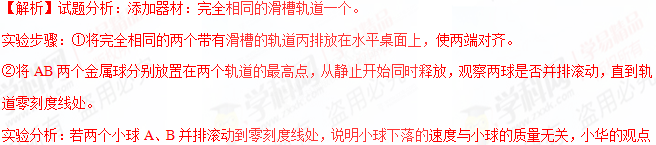 【解析】试题分析：添加器材：完全相同的滑槽轨道一个。
实验步骤：①将完全相同的两个带有滑槽的轨道丙排放在水平桌面上，使两端对齐。
②将 AB 两个金属球分别放置在两个轨道的最高点，从静止开始同时释放，观察两球是否并排滚动，直到轨
道零刻度线处。
实验分析：若两个小球 A、B 并排滚动到零刻度线处，说明小球下落的速度与小球的质量无关，小华的观点